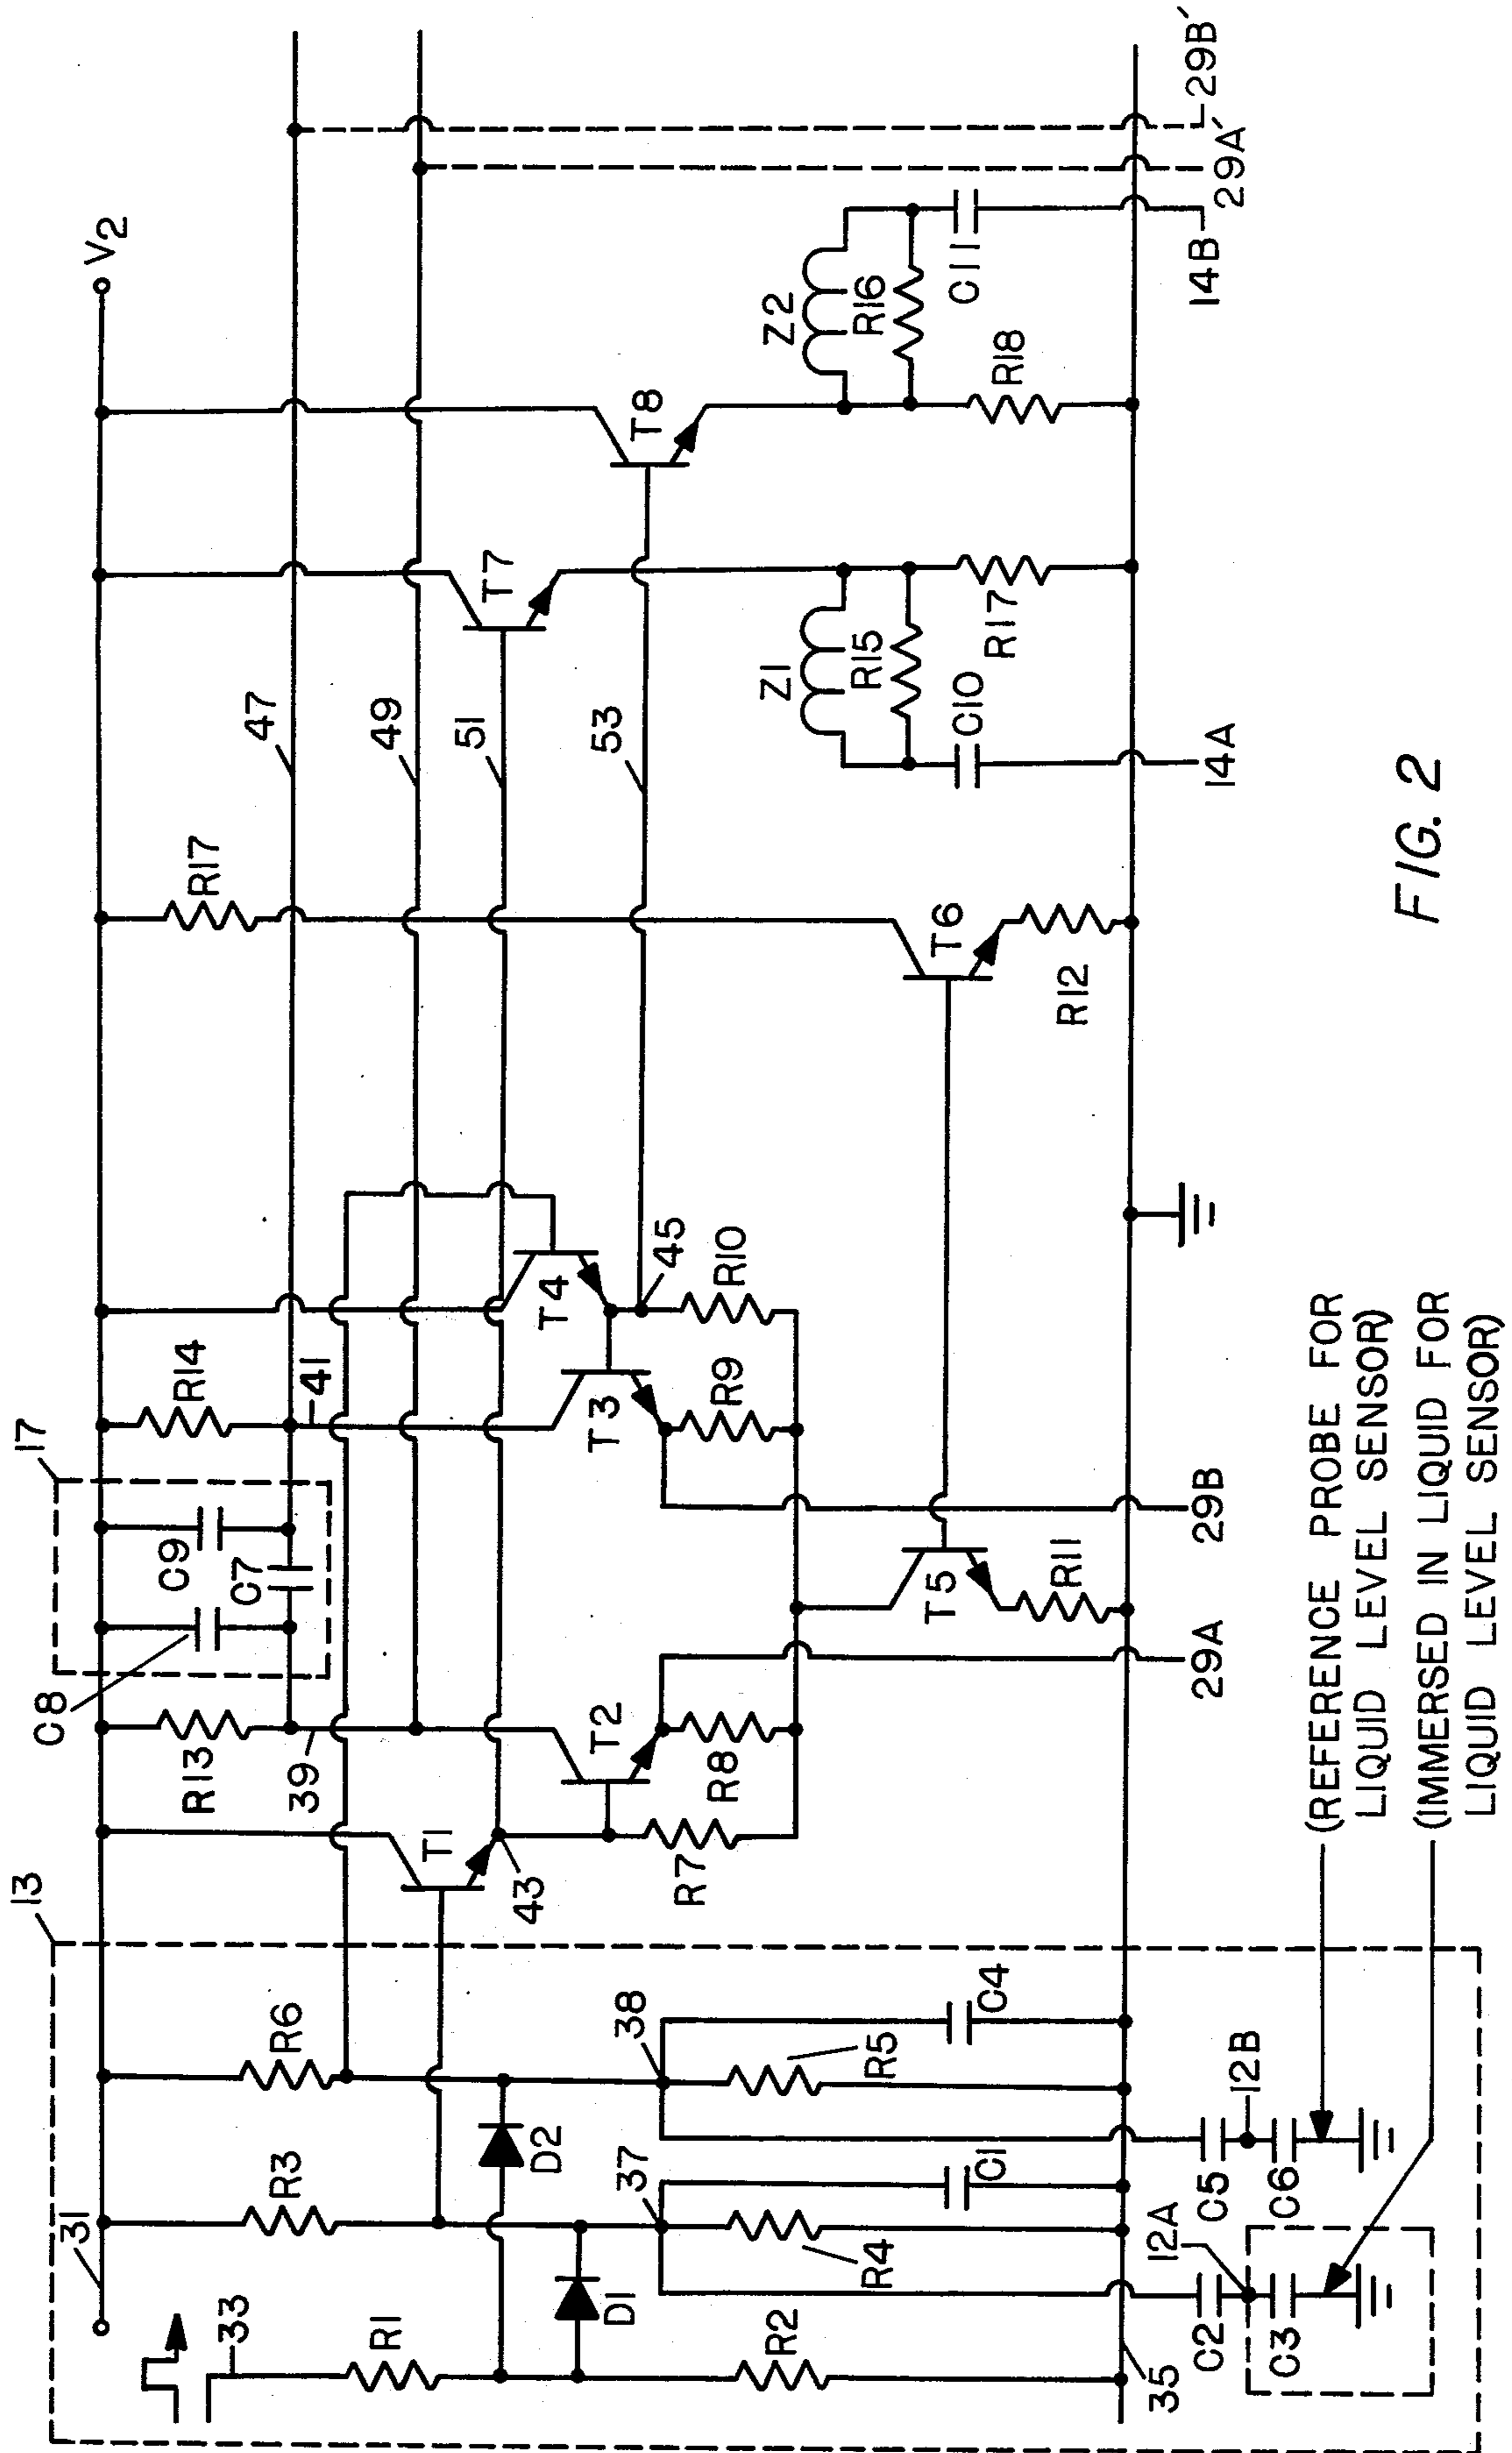 13
31
33
R1
R3
R6
D2
D1
37
38
R2
R4
R5
C1
C4
35
12A
12B
C2
C3
C5
C6
(REFERENCE PROBE FOR
LIQUID LEVEL SENSOR)
(IMMERSED IN LIQUID FOR
LIQUID LEVEL SENSOR)
17
C8
C9
C7
R13
R14
39
41
T1
43
T2
T3
T4
45
R7
R8
R9
R10
T5
R11
29A
29B
R17
T6
R12
47
49
51
53
V2
T7
T8
Z1
R15
C10
R17
14A
Z2
R16
C11
R18
14B
29A'
29B'
FIG. 2